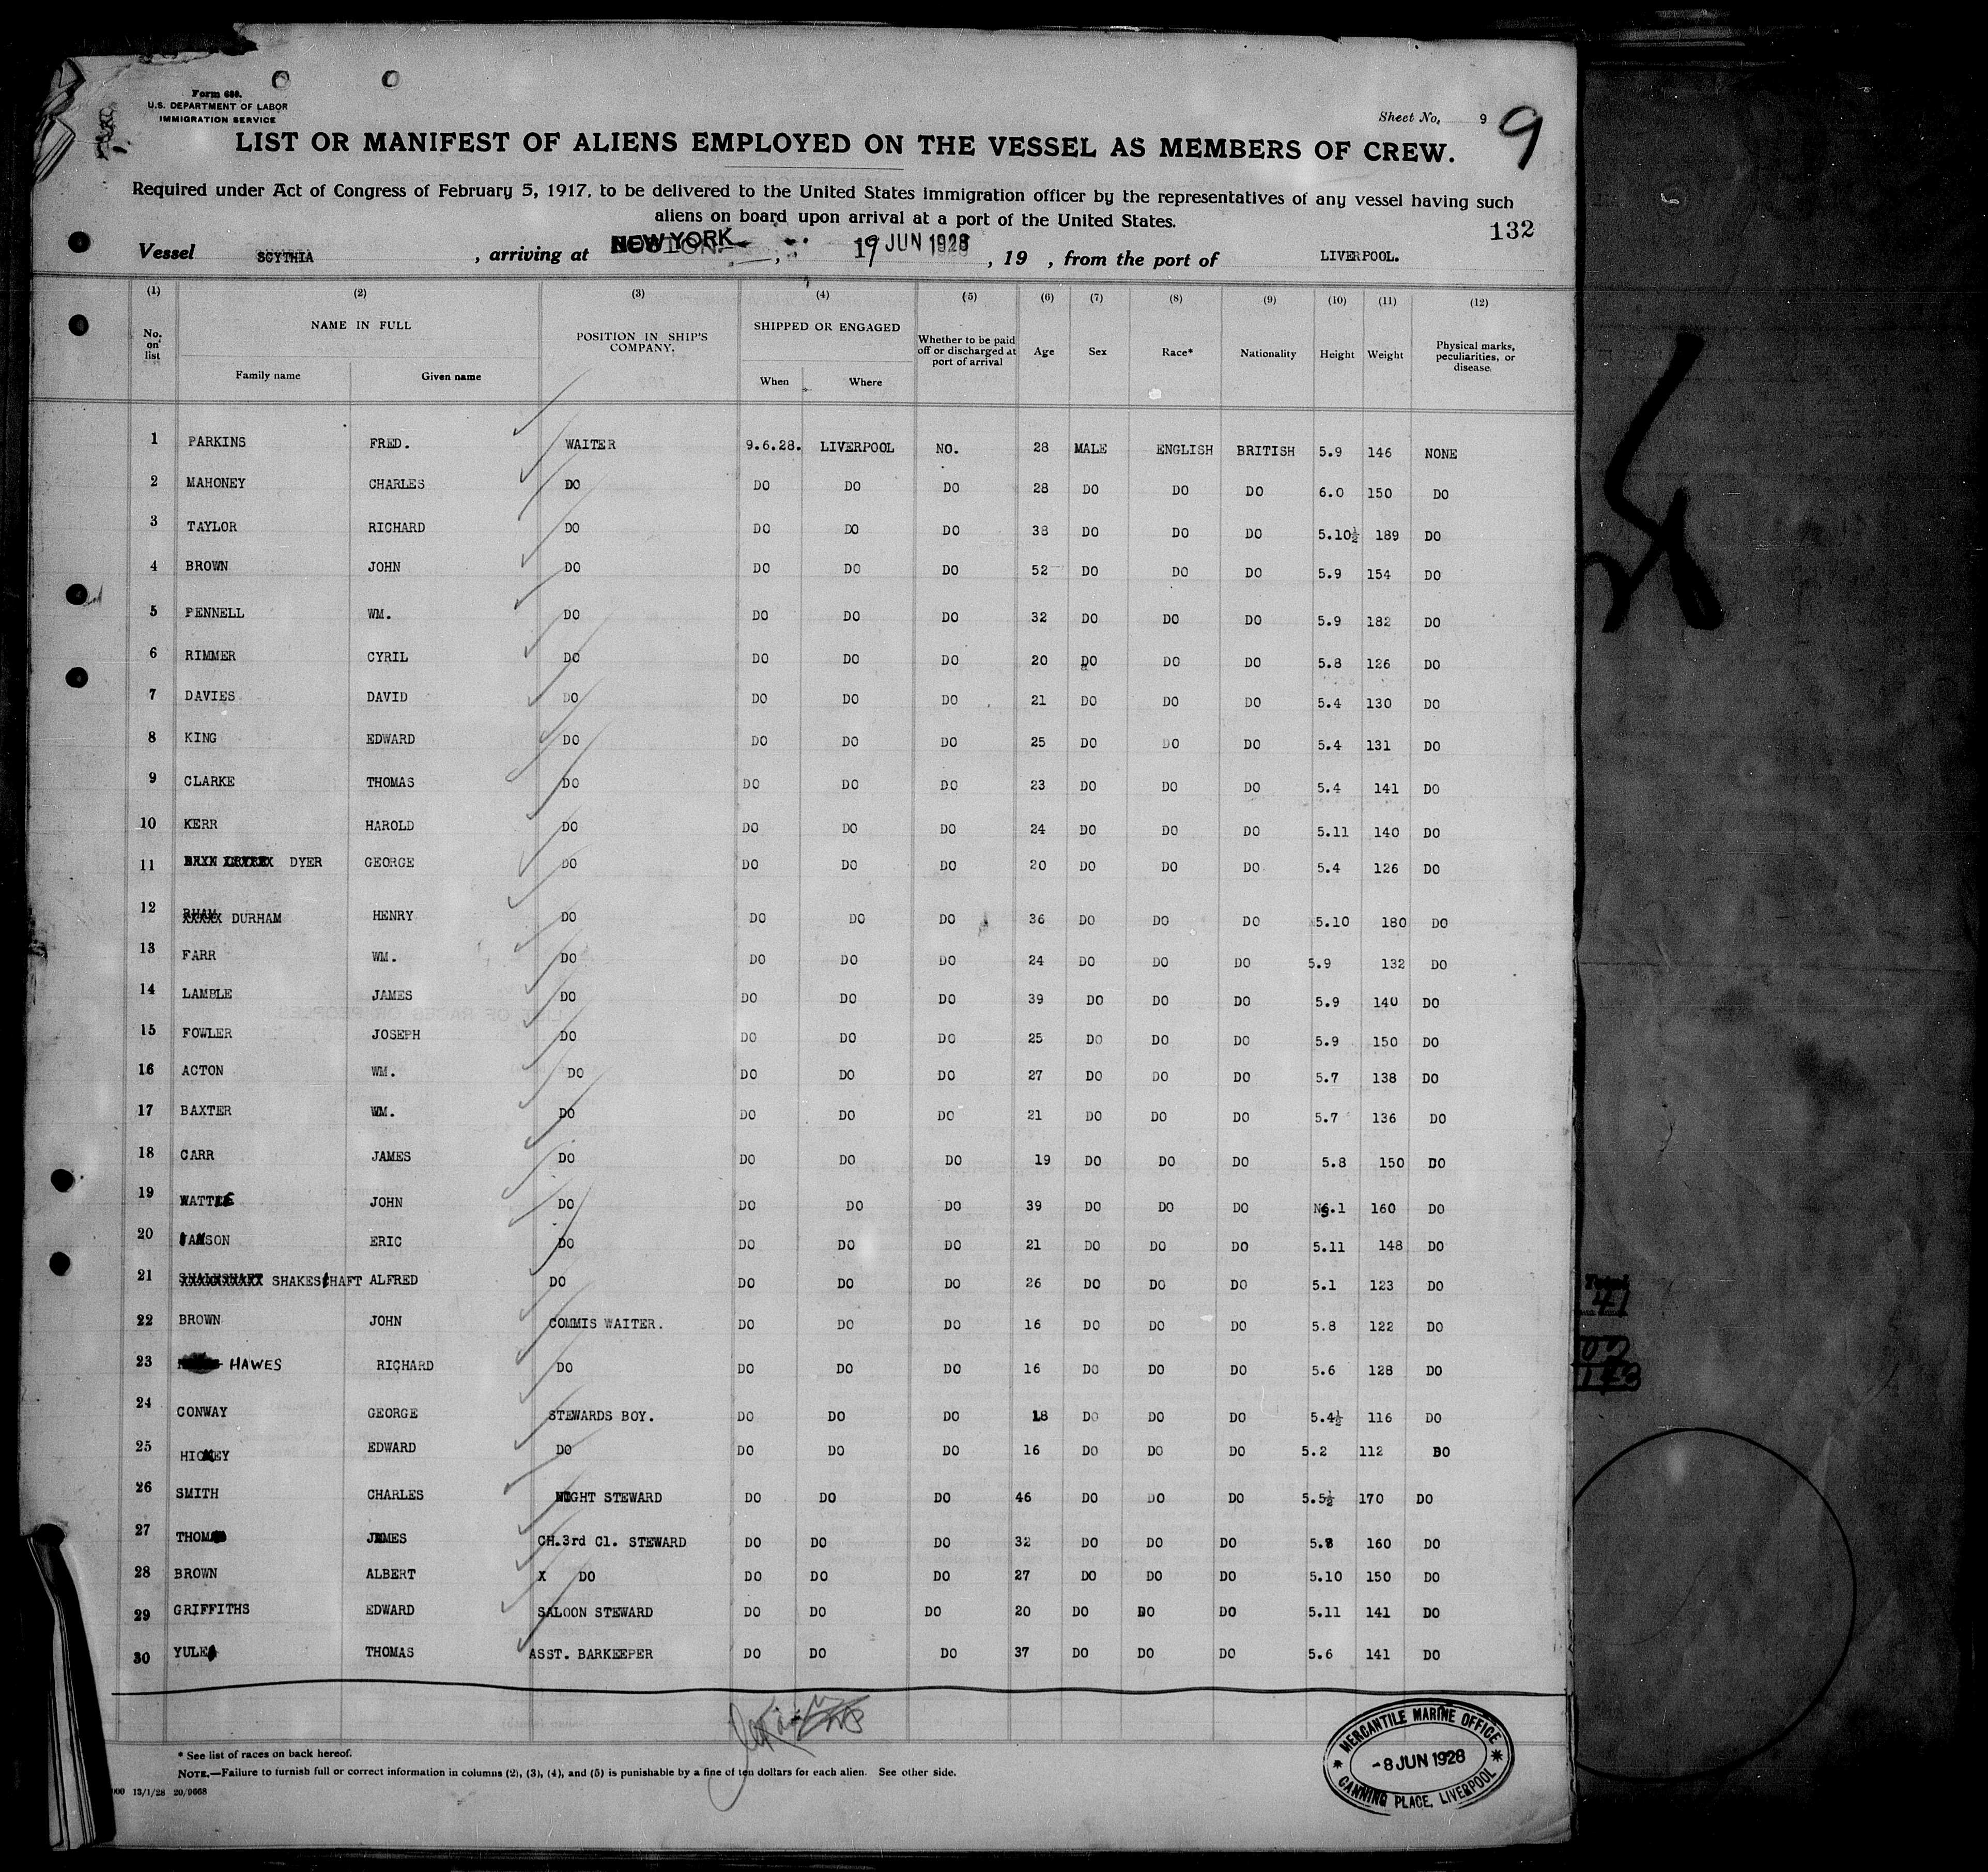 Form 680.
U.S. DEPARTMENT OF LABOR
IMMIGRATION SERVICE
Sheet No. 9 9
LIST OR MANIFEST OF ALIENS EMPLOYED ON THE VESSEL AS MEMBERS OF CREW.
Required under Act of Congress of February 5, 1917, to be delivered to the United States immigration officer by the representatives of any vessel having such
aliens on board upon arrival at a port of the United States.
132
Vessel SCYTHIA , arriving at NEW YORK 19 JUN 1928 , 19 , from the port of LIVERPOOL.
(1) (2) (3) (4) (5) (6) (7) (8) (9) (10) (11) (12)
No. on list NAME IN FULL Family name Given name POSITION IN SHIP'S COMPANY. SHIPPED OR ENGAGED When Where Whether to be paid off or discharged at port of arrival Age Sex Race* Nationality Height Weight Physical marks, peculiarities, or disease.
1 PARKINS FRED. WAITER 9.6.28. LIVERPOOL NO. 28 MALE ENGLISH BRITISH 5.9 146 NONE
2 MAHONEY CHARLES DO DO DO DO 28 DO DO DO 6.0 150 DO
3 TAYLOR RICHARD DO DO DO DO 38 DO DO DO 5.10½ 189 DO
4 BROWN JOHN DO DO DO DO 52 DO DO DO 5.9 154 DO
5 PENNELL WM. DO DO DO DO 32 DO DO DO 5.9 182 DO
6 RIMMER CYRIL DO DO DO DO 20 DO DO DO 5.8 126 DO
7 DAVIES DAVID DO DO DO DO 21 DO DO DO 5.4 130 DO
8 KING EDWARD DO DO DO DO 25 DO DO DO 5.4 131 DO
9 CLARKE THOMAS DO DO DO DO 23 DO DO DO 5.4 141 DO
10 KERR HAROLD DO DO DO DO 24 DO DO DO 5.11 140 DO
11 DYER GEORGE DO DO DO DO 20 DO DO DO 5.4 126 DO
12 DURHAM HENRY DO DO DO DO 36 DO DO DO 5.10 180 DO
13 FARR WM. DO DO DO DO 24 DO DO DO 5.9 132 DO
14 LAMBLE JAMES DO DO DO DO 39 DO DO DO 5.9 140 DO
15 FOWLER JOSEPH DO DO DO DO 25 DO DO DO 5.9 150 DO
16 ACTON WM. DO DO DO DO 27 DO DO DO 5.7 138 DO
17 BAXTER WM. DO DO DO DO 21 DO DO DO 5.7 136 DO
18 CARR JAMES DO DO DO DO 19 DO DO DO 5.8 150 DO
19 JOHN DO DO DO DO 39 DO DO DO 160 DO
20 ERIC DO DO DO DO 21 DO DO DO 5.11 148 DO
21 SHAKESHAFT ALFRED DO DO DO DO 26 DO DO DO 5.1 123 DO
22 BROWN JOHN COMMIS WAITER. DO DO DO 16 DO DO DO 5.8 122 DO
23 HAWES RICHARD DO DO DO DO 16 DO DO DO 5.6 128 DO
24 CONWAY GEORGE STEWARDS BOY. DO DO DO 18 DO DO DO 5.4½ 116 DO
25 EDWARD DO DO DO DO 16 DO DO DO 5.2 112 DO
26 SMITH CHARLES NIGHT STEWARD DO DO DO 46 DO DO DO 5.5½ 170 DO
27 THOM JAMES CH.3rd Cl. STEWARD DO DO DO 32 DO DO DO 5.8 160 DO
28 BROWN ALBERT X DO DO DO DO 27 DO DO DO 5.10 150 DO
29 GRIFFITHS EDWARD SALOON STEWARD DO DO DO 20 DO DO DO 5.11 141 DO
30 YULE THOMAS ASST. BARKEEPER DO DO DO 37 DO DO DO 5.6 141 DO
* See list of races on back hereof.
NOTE.—Failure to furnish full or correct information in columns (2), (3), (4), and (5) is punishable by a fine of ten dollars for each alien. See other side.
13/1/28 20/9668
MERCANTILE MARINE OFFICE
-8 JUN 1928
CANNING PLACE, LIVERPOOL